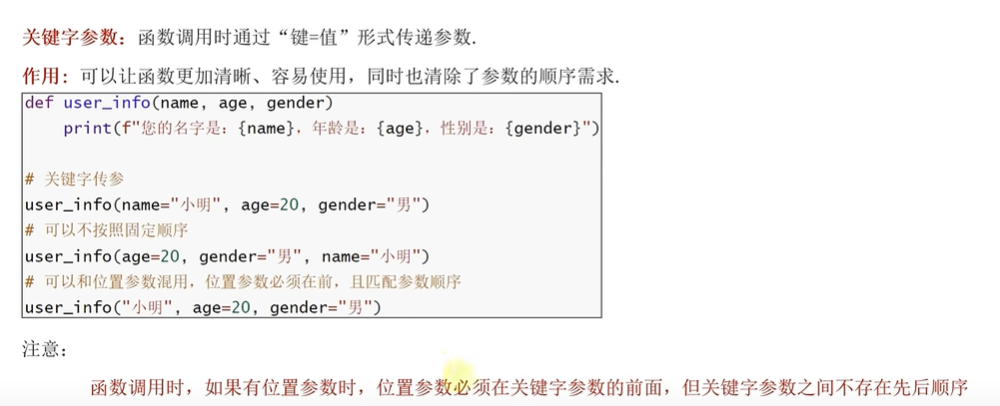 关键字参数：函数调用时通过“键=值”形式传递参数.
作用：可以让函数更加清晰、容易使用，同时也清除了参数的顺序需求.
def user_info(name, age, gender)
    print(f"您的名字是：{name}，年龄是：{age}，性别是：{gender}")
# 关键字传参
user_info(name="小明", age=20, gender="男")
# 可以不按照固定顺序
user_info(age=20, gender="男", name="小明")
# 可以和位置参数混用，位置参数必须在前，且匹配参数顺序
user_info("小明", age=20, gender="男")
注意：
函数调用时，如果有位置参数时，位置参数必须在关键字参数的前面，但关键字参数之间不存在先后顺序